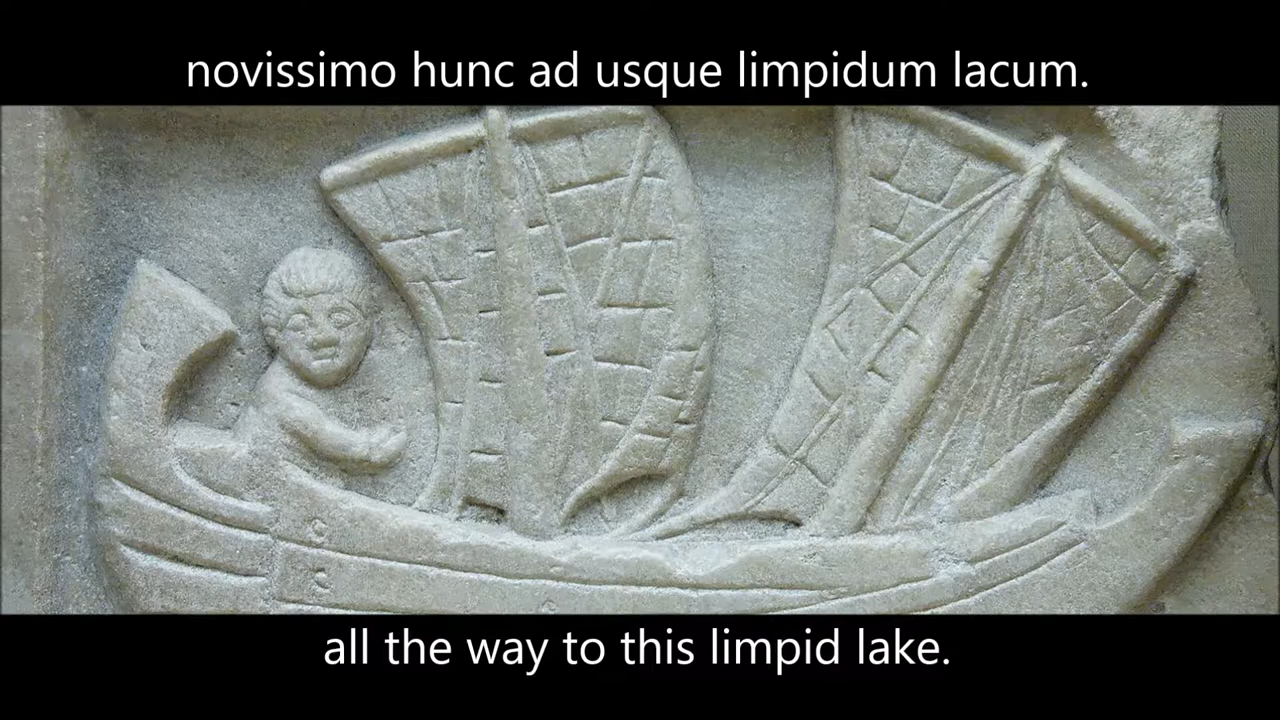 novissimo hunc ad usque limpidum lacum.
all the way to this limpid lake.